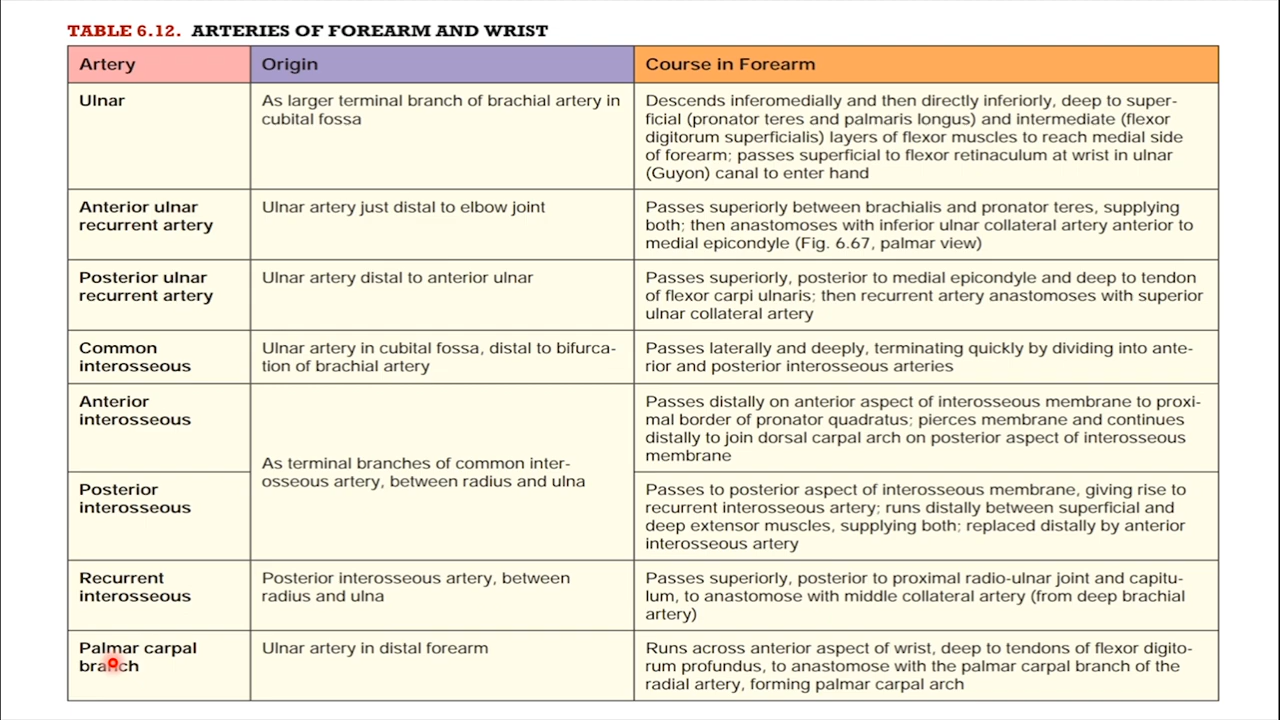 TABLE 6.12. ARTERIES OF FOREARM AND WRIST
Artery
Origin
Course in Forearm
Ulnar
As larger terminal branch of brachial artery in
cubital fossa
Descends inferomedially and then directly inferiorly, deep to super-
ficial (pronator teres and palmaris longus) and intermediate (flexor
digitorum superficialis) layers of flexor muscles to reach medial side
of forearm; passes superficial to flexor retinaculum at wrist in ulnar
(Guyon) canal to enter hand
Anterior ulnar
recurrent artery
Ulnar artery just distal to elbow joint
Passes superiorly between brachialis and pronator teres, supplying
both; then anastomoses with inferior ulnar collateral artery anterior to
medial epicondyle (Fig. 6.67, palmar view)
Posterior ulnar
recurrent artery
Ulnar artery distal to anterior ulnar
Passes superiorly, posterior to medial epicondyle and deep to tendon
of flexor carpi ulnaris; then recurrent artery anastomoses with superior
ulnar collateral artery
Common
interosseous
Ulnar artery in cubital fossa, distal to bifurca-
tion of brachial artery
Passes laterally and deeply, terminating quickly by dividing into ante-
rior and posterior interosseous arteries
Anterior
interosseous
As terminal branches of common inter-
osseous artery, between radius and ulna
Passes distally on anterior aspect of interosseous membrane to proxi-
mal border of pronator quadratus; pierces membrane and continues
distally to join dorsal carpal arch on posterior aspect of interosseous
membrane
Posterior
interosseous
Passes to posterior aspect of interosseous membrane, giving rise to
recurrent interosseous artery; runs distally between superficial and
deep extensor muscles, supplying both; replaced distally by anterior
interosseous artery
Recurrent
interosseous
Posterior interosseous artery, between
radius and ulna
Passes superiorly, posterior to proximal radio-ulnar joint and capitu-
lum, to anastomose with middle collateral artery (from deep brachial
artery)
Palmar carpal
branch
Ulnar artery in distal forearm
Runs across anterior aspect of wrist, deep to tendons of flexor digito-
rum profundus, to anastomose with the palmar carpal branch of the
radial artery, forming palmar carpal arch